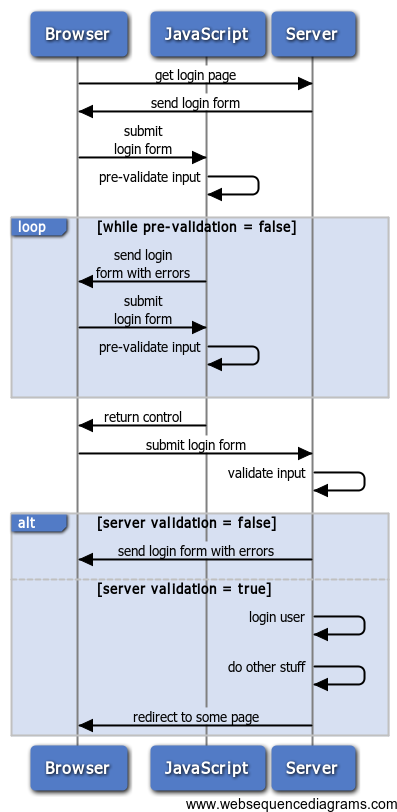 Browser JavaScript Server
get login page
send login form
submit
login form
pre-validate input
loop [while pre-validation = false]
send login
form with errors
submit
login form
pre-validate input
return control
submit login form
validate input
alt [server validation = false]
send login form with errors
[server validation = true]
login user
do other stuff
redirect to some page
Browser JavaScript Server
www.websequencediagrams.com